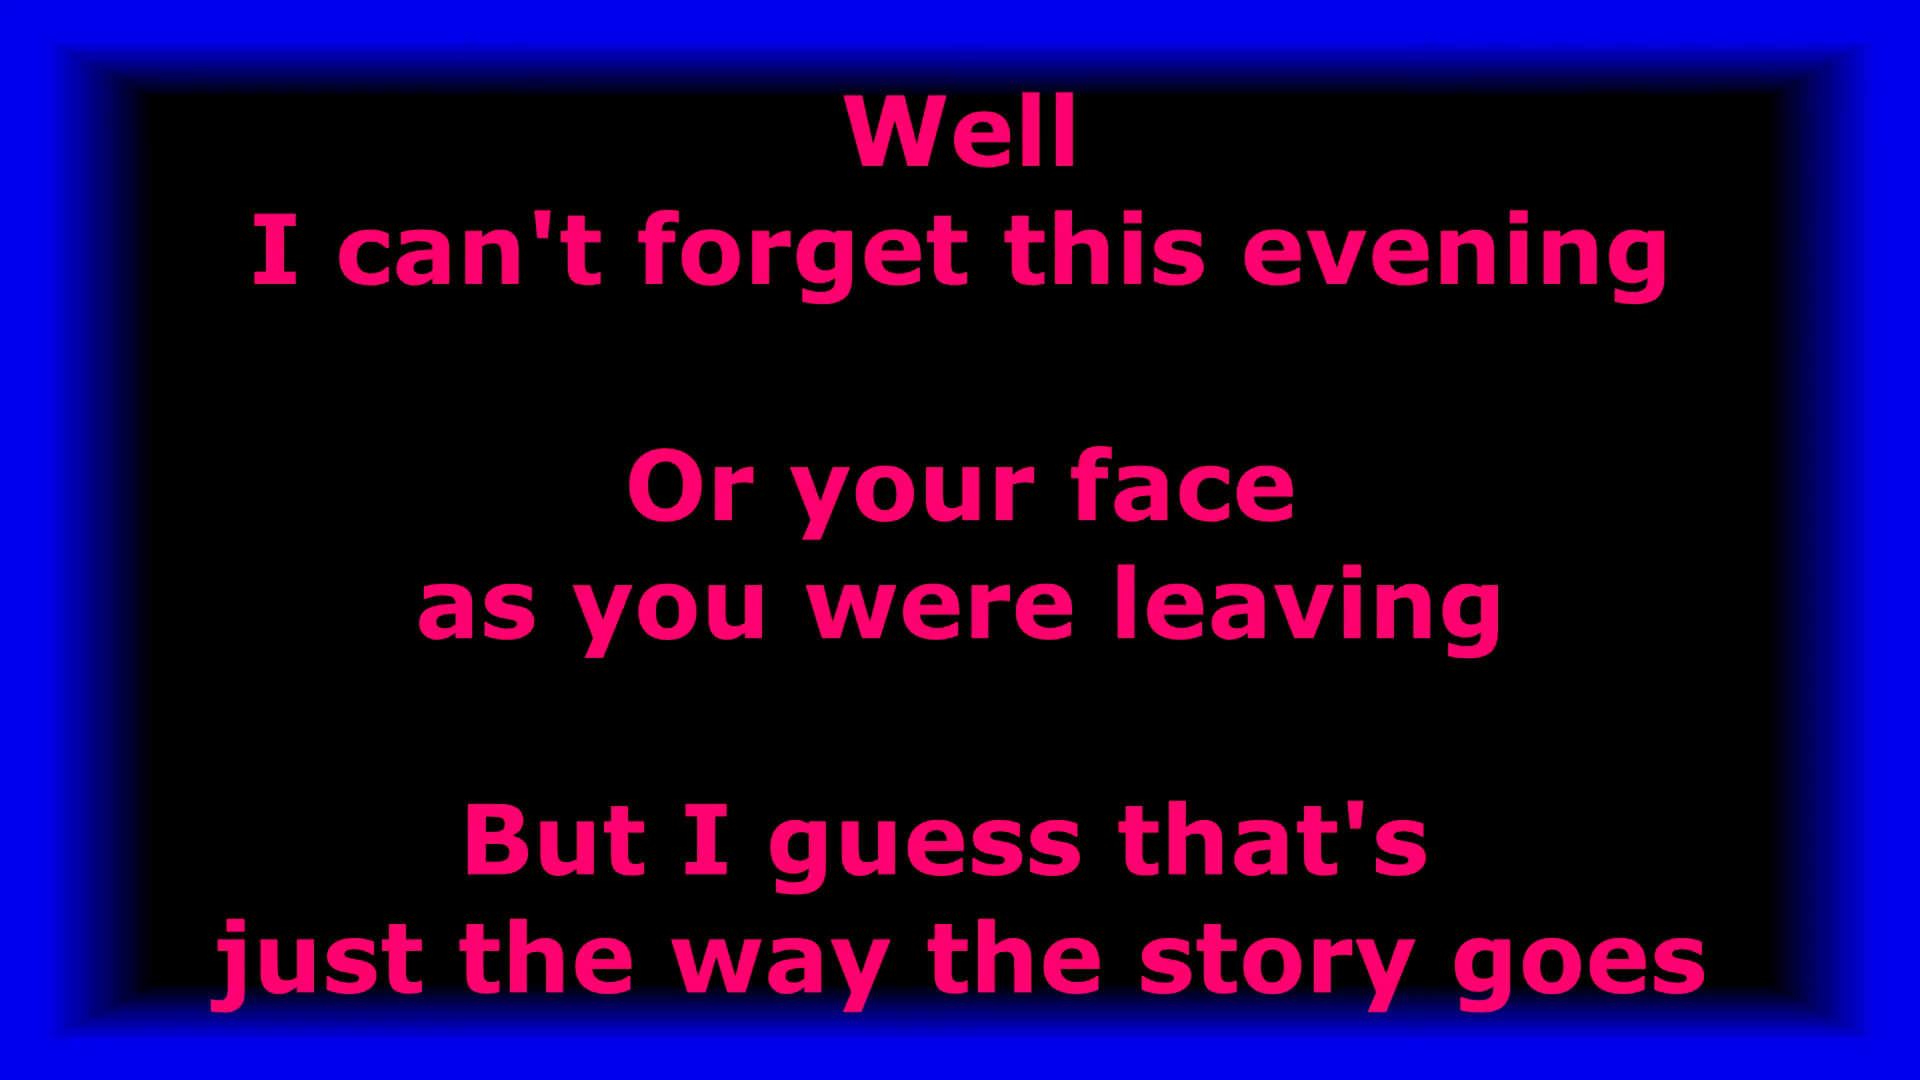 Well
I can't forget this evening
Or your face
as you were leaving
But I guess that's
just the way the story goes